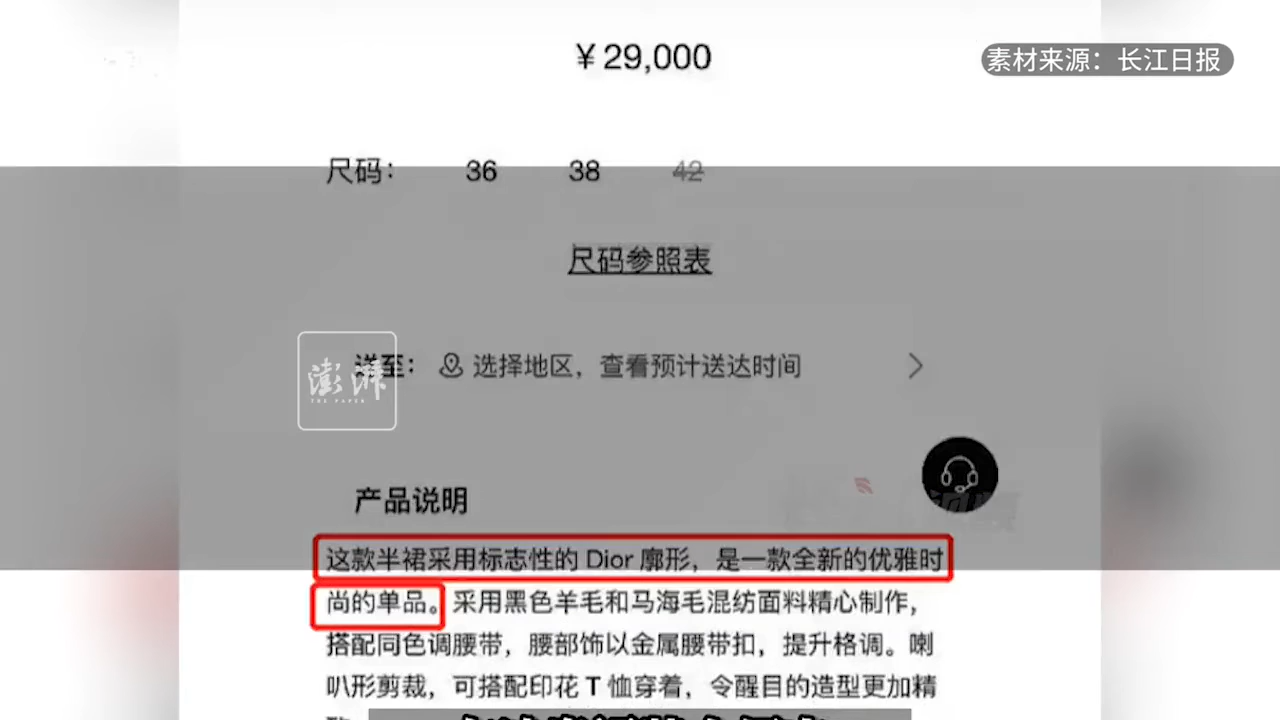 ¥29,000
素材来源：长江日报
尺码： 36 38 42
尺码参照表
送至： 选择地区，查看预计送达时间
澎湃
THE PAPER
产品说明
这款半裙采用标志性的 Dior 廓形，是一款全新的优雅时
尚的单品。采用黑色羊毛和马海毛混纺面料精心制作，
搭配同色调腰带，腰部饰以金属腰带扣，提升格调。喇
叭形剪裁，可搭配印花 T 恤穿着，令醒目的造型更加精